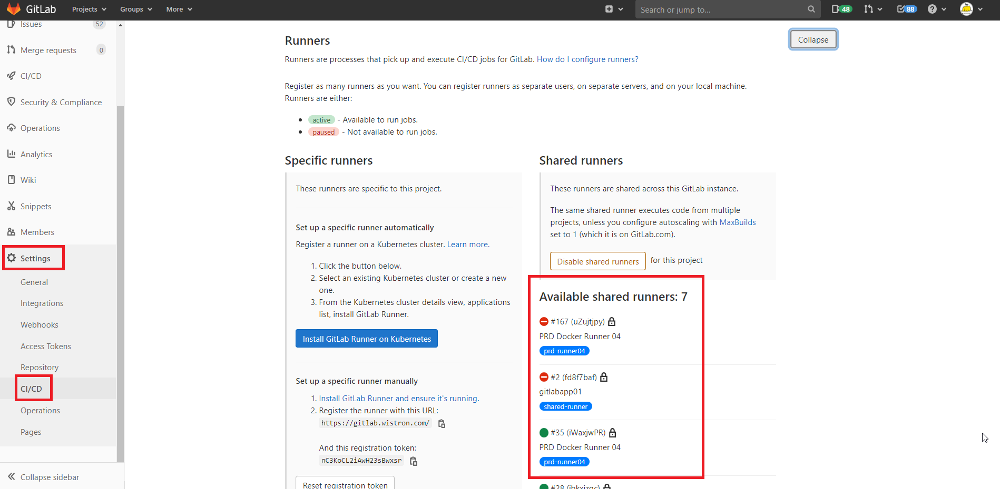 GitLab Projects Groups More Search or jump to... 48 88
Issues 52
Merge requests 0
CI/CD
Security & Compliance
Operations
Analytics
Wiki
Snippets
Members
Settings
General
Integrations
Webhooks
Access Tokens
Repository
CI/CD
Operations
Pages
Collapse sidebar
Runners
Collapse
Runners are processes that pick up and execute CI/CD jobs for GitLab. How do I configure runners?
Register as many runners as you want. You can register runners as separate users, on separate servers, and on your local machine.
Runners are either:
active - Available to run jobs.
paused - Not available to run jobs.
Specific runners
These runners are specific to this project.
Set up a specific runner automatically
Register a runner on a Kubernetes cluster. Learn more.
1. Click the button below.
2. Select an existing Kubernetes cluster or create a new
one.
3. From the Kubernetes cluster details view, applications
list, install GitLab Runner.
Install GitLab Runner on Kubernetes
Set up a specific runner manually
1. Install GitLab Runner and ensure it's running.
2. Register the runner with this URL:
https://gitlab.wistron.com/
And this registration token:
nC3KoCL2iAwH23sBwxsr
Reset registration token
Shared runners
These runners are shared across this GitLab instance.
The same shared runner executes code from multiple
projects, unless you configure autoscaling with MaxBuilds
set to 1 (which it is on GitLab.com).
Disable shared runners for this project
Available shared runners: 7
#167 (uZujtjpy)
PRD Docker Runner 04
prd-runner04
#2 (fd8f7baf)
gitlabapp01
shared-runner
#35 (iWaxjwPR)
PRD Docker Runner 04
prd-runner04
#28